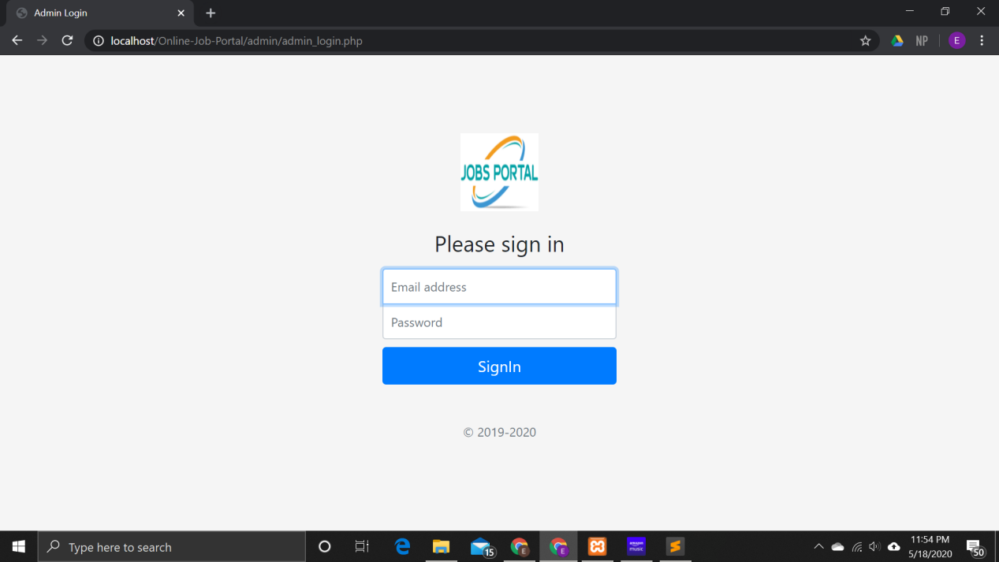 Admin Login
localhost/Online-Job-Portal/admin/admin_login.php
NP
E
JOBS PORTAL
Please sign in
Email address
Password
SignIn
© 2019-2020
Type here to search
15
E
E
amazon music
11:54 PM
5/18/2020
50